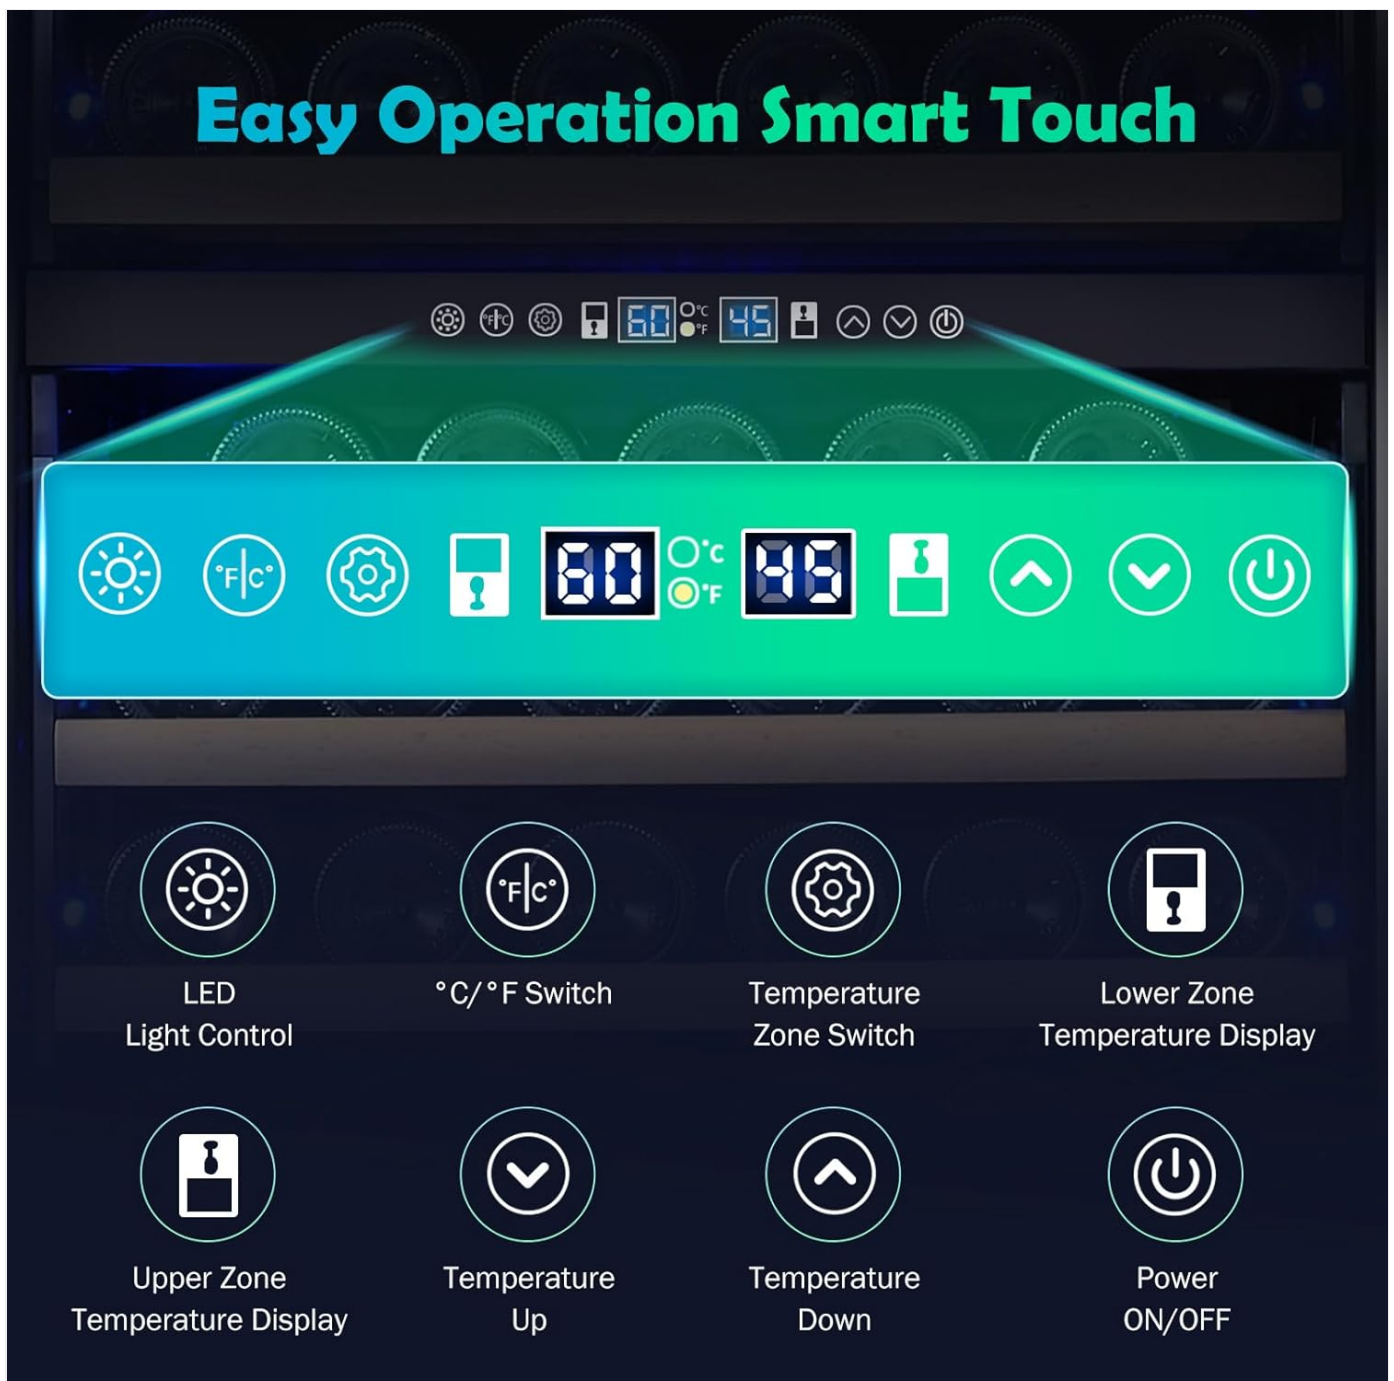 Easy Operation Smart Touch
°F|°C 60 °C 45
°F
°F|C° 60 °C 45
°F
°F|C°
LED
Light Control
°C/°F Switch
Temperature
Zone Switch
Lower Zone
Temperature Display
Upper Zone
Temperature Display
Temperature
Up
Temperature
Down
Power
ON/OFF